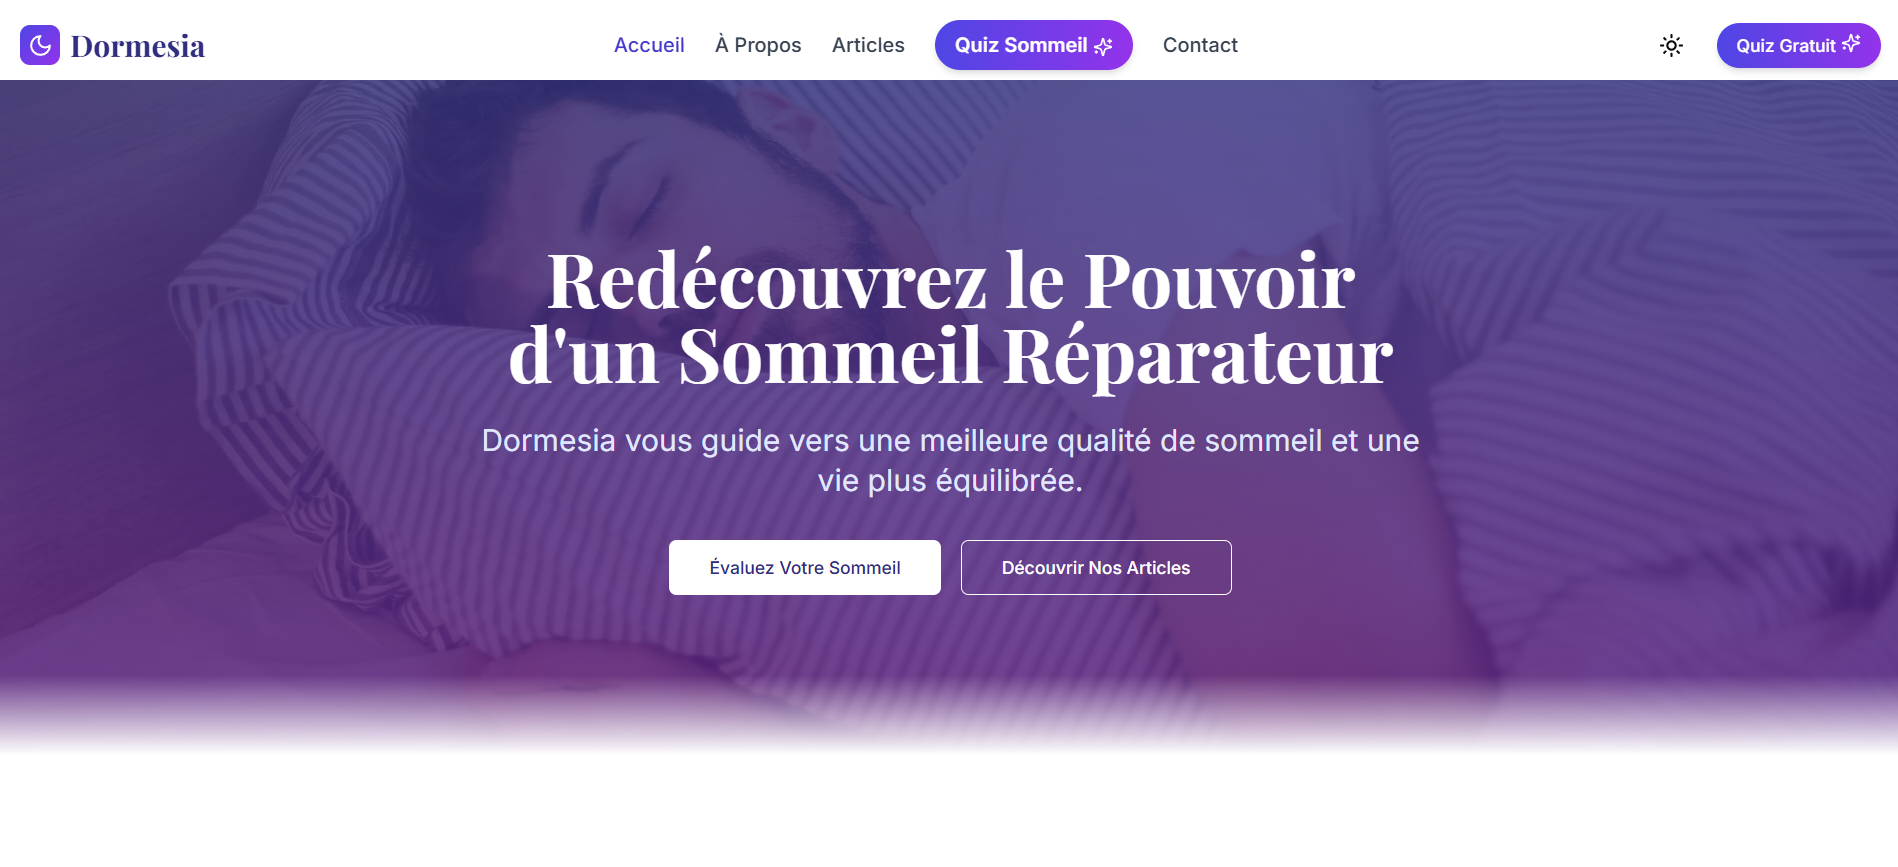 Dormesia
Accueil
À Propos
Articles
Quiz Sommeil
Contact
Quiz Gratuit
Redécouvrez le Pouvoir
d'un Sommeil Réparateur
Dormesia vous guide vers une meilleure qualité de sommeil et une
vie plus équilibrée.
Évaluez Votre Sommeil
Découvrir Nos Articles